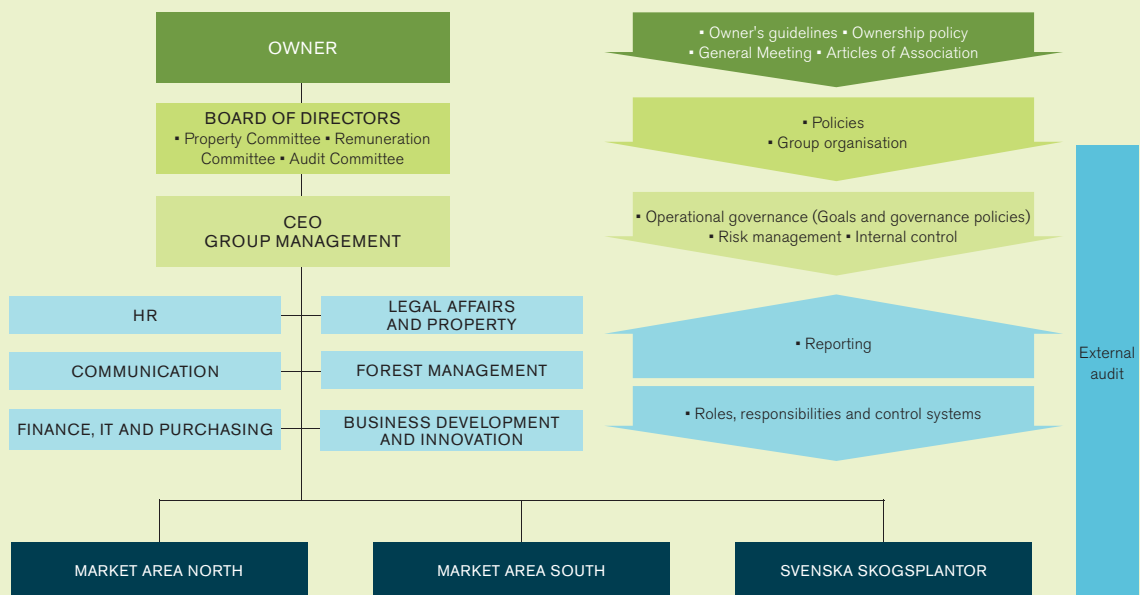 OWNER
BOARD OF DIRECTORS
▪ Property Committee ▪ Remuneration
Committee ▪ Audit Committee
CEO
GROUP MANAGEMENT
HR
LEGAL AFFAIRS
AND PROPERTY
COMMUNICATION
FOREST MANAGEMENT
FINANCE, IT AND PURCHASING
BUSINESS DEVELOPMENT
AND INNOVATION
MARKET AREA NORTH
MARKET AREA SOUTH
SVENSKA SKOGSPLANTOR
▪ Owner's guidelines ▪ Ownership policy
▪ General Meeting ▪ Articles of Association
▪ Policies
▪ Group organisation
▪ Operational governance (Goals and governance policies)
▪ Risk management ▪ Internal control
▪ Reporting
▪ Roles, responsibilities and control systems
External
audit